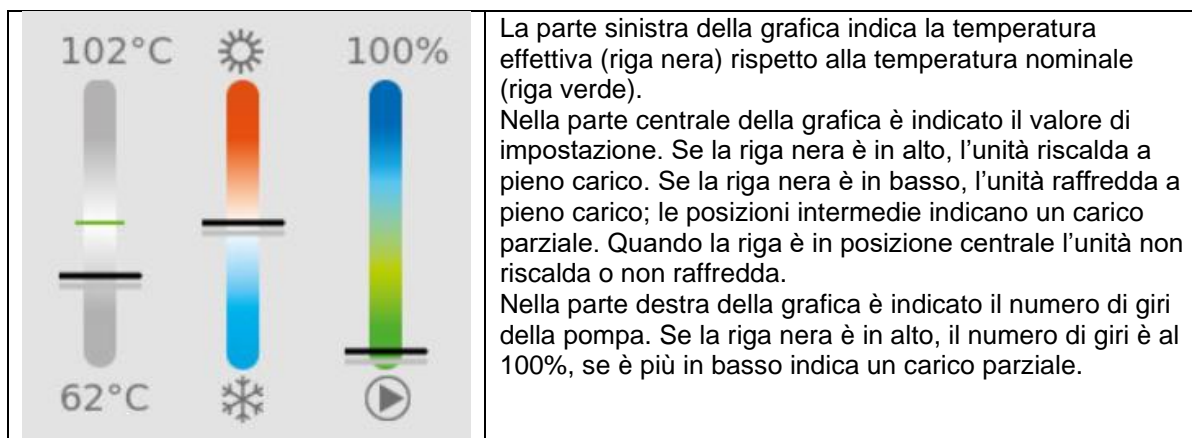 102°C
100%
62°C
La parte sinistra della grafica indica la temperatura
effettiva (riga nera) rispetto alla temperatura nominale
(riga verde).
Nella parte centrale della grafica è indicato il valore di
impostazione. Se la riga nera è in alto, l'unità riscalda a
pieno carico. Se la riga nera è in basso, l'unità raffredda a
pieno carico; le posizioni intermedie indicano un carico
parziale. Quando la riga è in posizione centrale l'unità non
riscalda o non raffredda.
Nella parte destra della grafica è indicato il numero di giri
della pompa. Se la riga nera è in alto, il numero di giri è al
100%, se è più in basso indica un carico parziale.